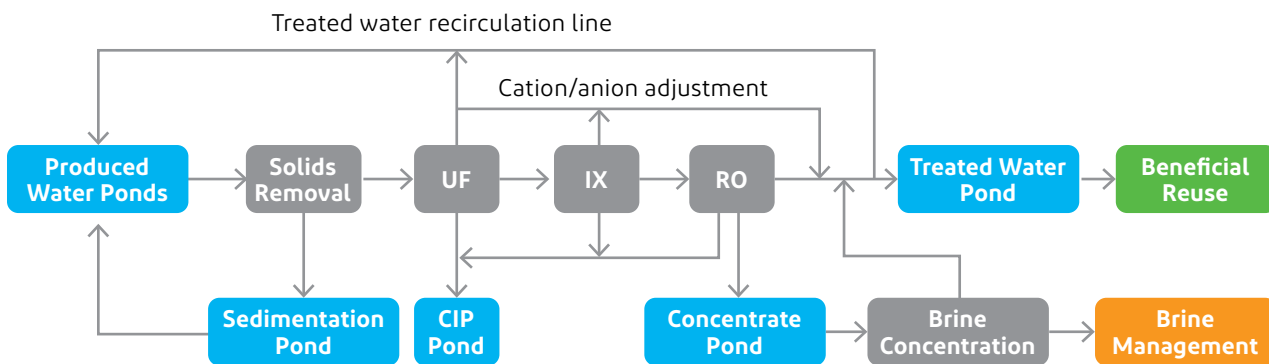 Treated water recirculation line
Cation/anion adjustment
Produced
Water Ponds
Solids
Removal
UF
IX
RO
Treated Water
Pond
Beneficial
Reuse
Sedimentation
Pond
CIP
Pond
Concentrate
Pond
Brine
Concentration
Brine
Management